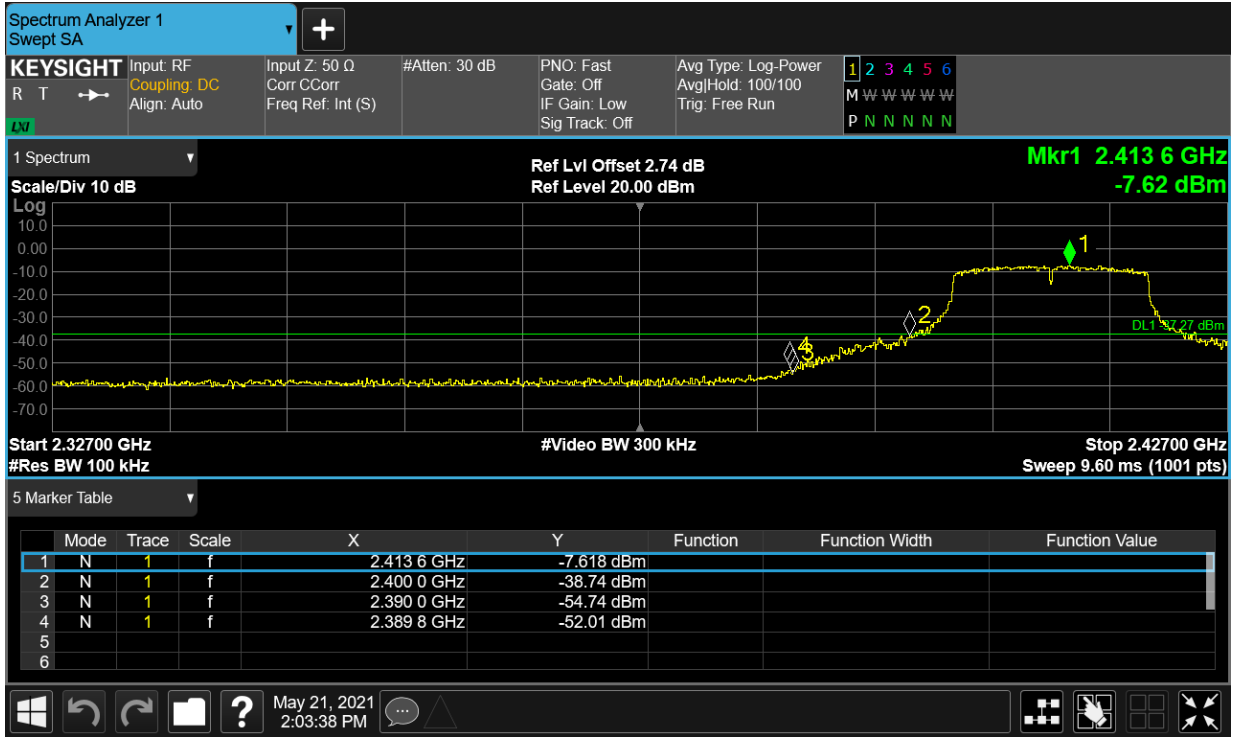 Spectrum Analyzer 1
Swept SA
+
KEYSIGHT
R T
LXI
Input: RF
Coupling: DC
Align: Auto
Input Z: 50 Ω
Corr CCorr
Freq Ref: Int (S)
#Atten: 30 dB
PNO: Fast
Gate: Off
IF Gain: Low
Sig Track: Off
Avg Type: Log-Power
Avg|Hold: 100/100
Trig: Free Run
1 2 3 4 5 6
M W W W W W
P N N N N N
1 Spectrum
Scale/Div 10 dB
Ref Lvl Offset 2.74 dB
Ref Level 20.00 dBm
Mkr1 2.413 6 GHz
-7.62 dBm
Log
10.0
0.00
-10.0
-20.0
-30.0
-40.0
-50.0
-60.0
-70.0
1
2
4
3
DL1 -37.27 dBm
Start 2.32700 GHz
#Video BW 300 kHz
Stop 2.42700 GHz
#Res BW 100 kHz
Sweep 9.60 ms (1001 pts)
5 Marker Table
Mode Trace Scale X Y Function Function Width Function Value
1 N 1 f 2.413 6 GHz -7.618 dBm
2 N 1 f 2.400 0 GHz -38.74 dBm
3 N 1 f 2.390 0 GHz -54.74 dBm
4 N 1 f 2.389 8 GHz -52.01 dBm
5
6
?
May 21, 2021
2:03:38 PM